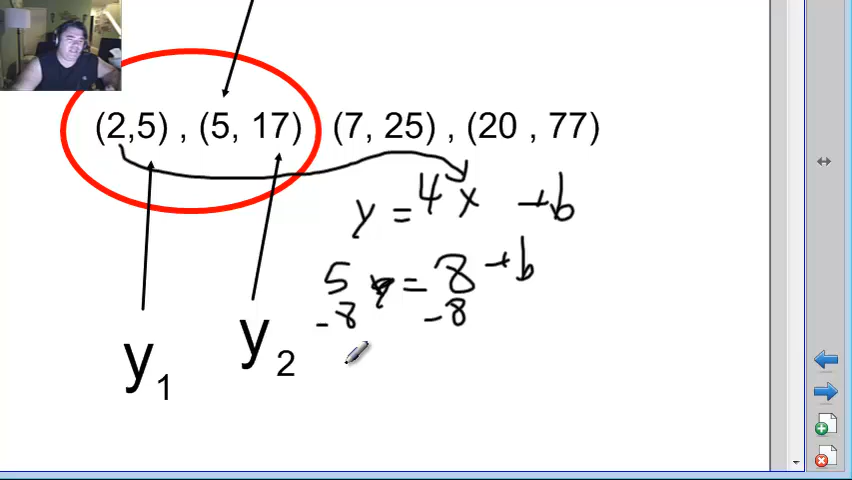 (2,5) , (5, 17) (7, 25) , (20 , 77)
y = 4x + b
5 = 8 + b
-8 -8
y1 y2